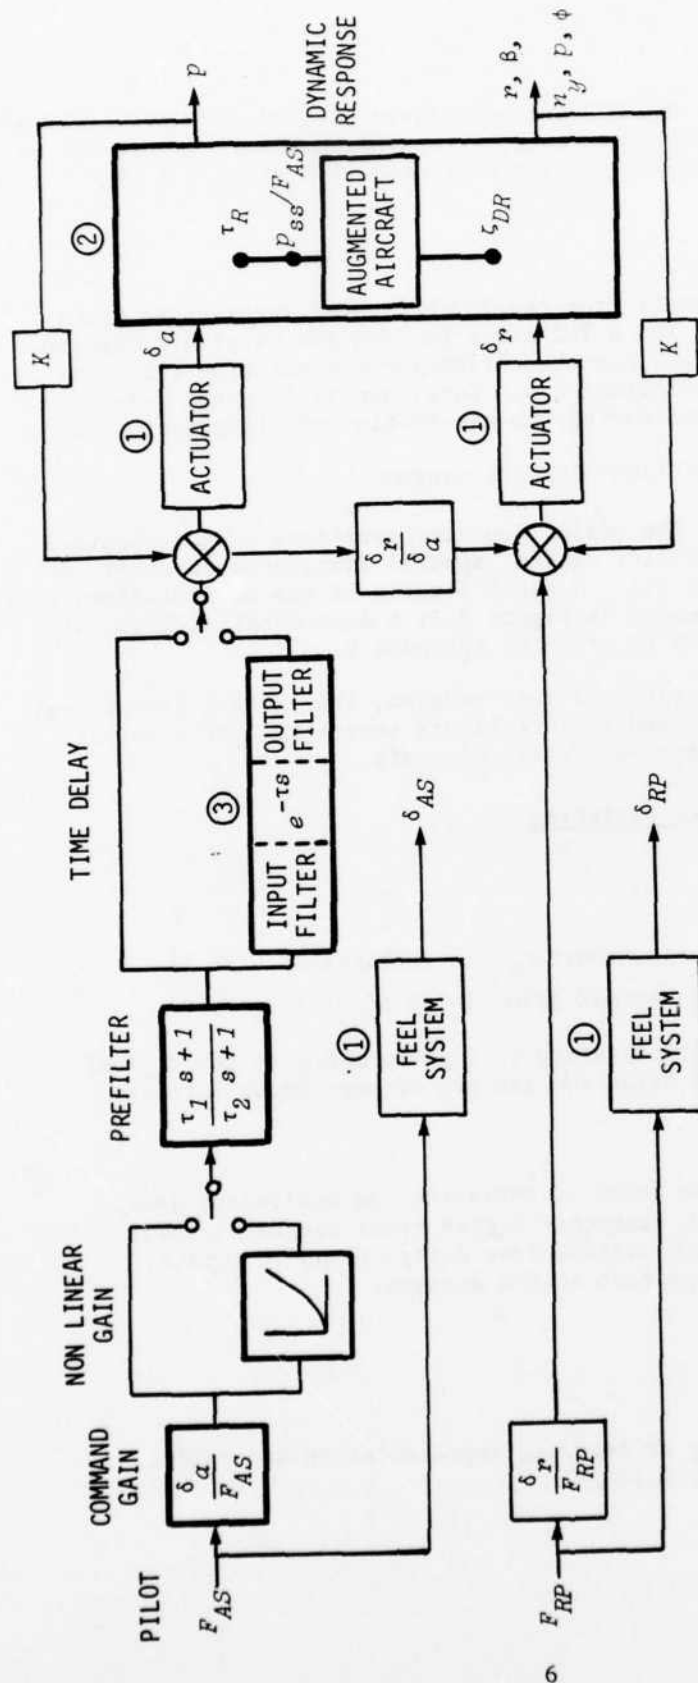 PILOT
F_AS
COMMAND
GAIN
δ_a
F_AS
NON LINEAR
GAIN
PREFILTER
τ_1 s + 1
τ_2 s + 1
TIME DELAY
③
INPUT
FILTER
e^-τs
OUTPUT
FILTER
K
①
ACTUATOR
δ_a
②
τ_R
p_ss/F_AS
AUGMENTED
AIRCRAFT
ζ_DR
p
DYNAMIC
RESPONSE
r, β,
n_y, p, φ
δ_r
δ_a
①
ACTUATOR
δ_r
K
①
FEEL
SYSTEM
δ_AS
F_RP
δ_r
F_RP
①
FEEL
SYSTEM
δ_RP
6